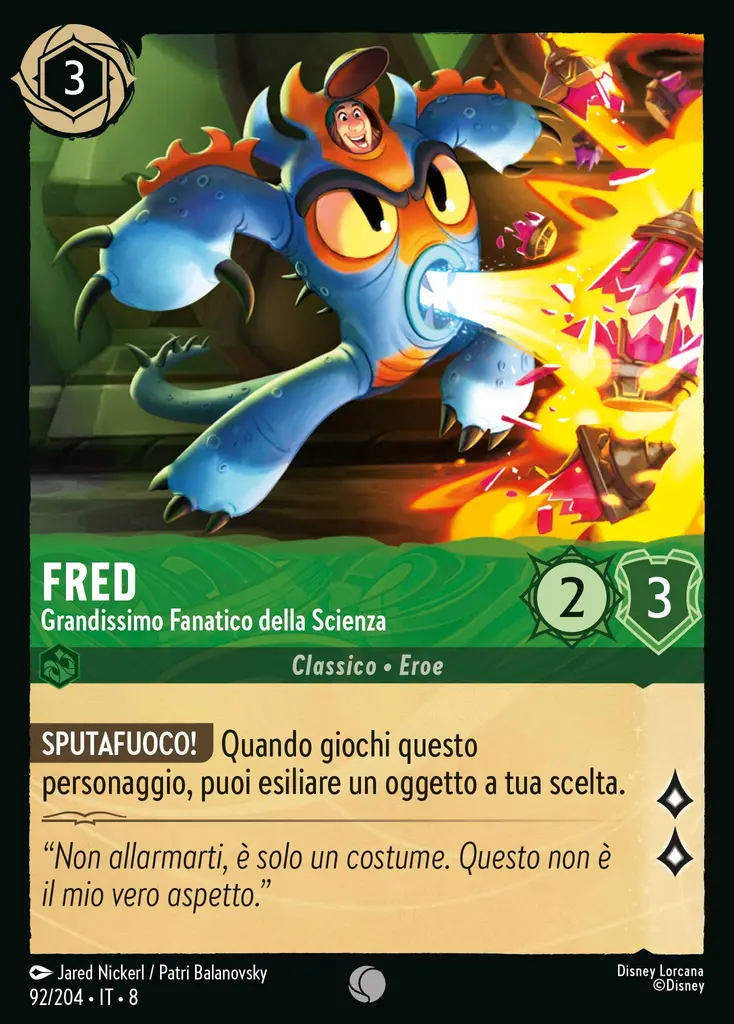 3
FRED
Grandissimo Fanatico della Scienza
2
3
Classico • Eroe
SPUTAFUOCO! Quando giochi questo
personaggio, puoi esiliare un oggetto a tua scelta.
“Non allarmarti, è solo un costume. Questo non è
il mio vero aspetto.”
Jared Nickerl / Patri Balanovsky
92/204 • IT • 8
Disney Lorcana
©Disney